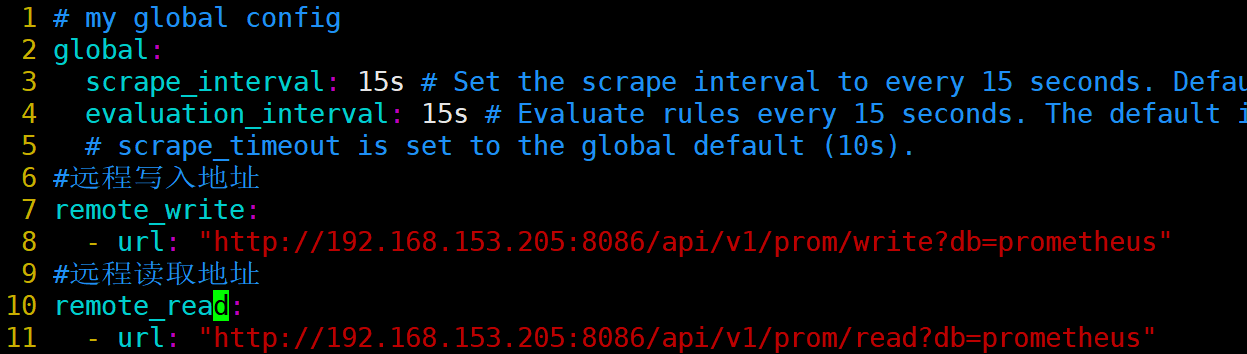 1 # my global config
2 global:
3   scrape_interval: 15s # Set the scrape interval to every 15 seconds.
4   evaluation_interval: 15s # Evaluate rules every 15 seconds. The default
5   # scrape_timeout is set to the global default (10s).
6 #远程写入地址
7 remote_write:
8   - url: "http://192.168.153.205:8086/api/v1/prom/write?db=prometheus"
9 #远程读取地址
10 remote_read:
11   - url: "http://192.168.153.205:8086/api/v1/prom/read?db=prometheus"